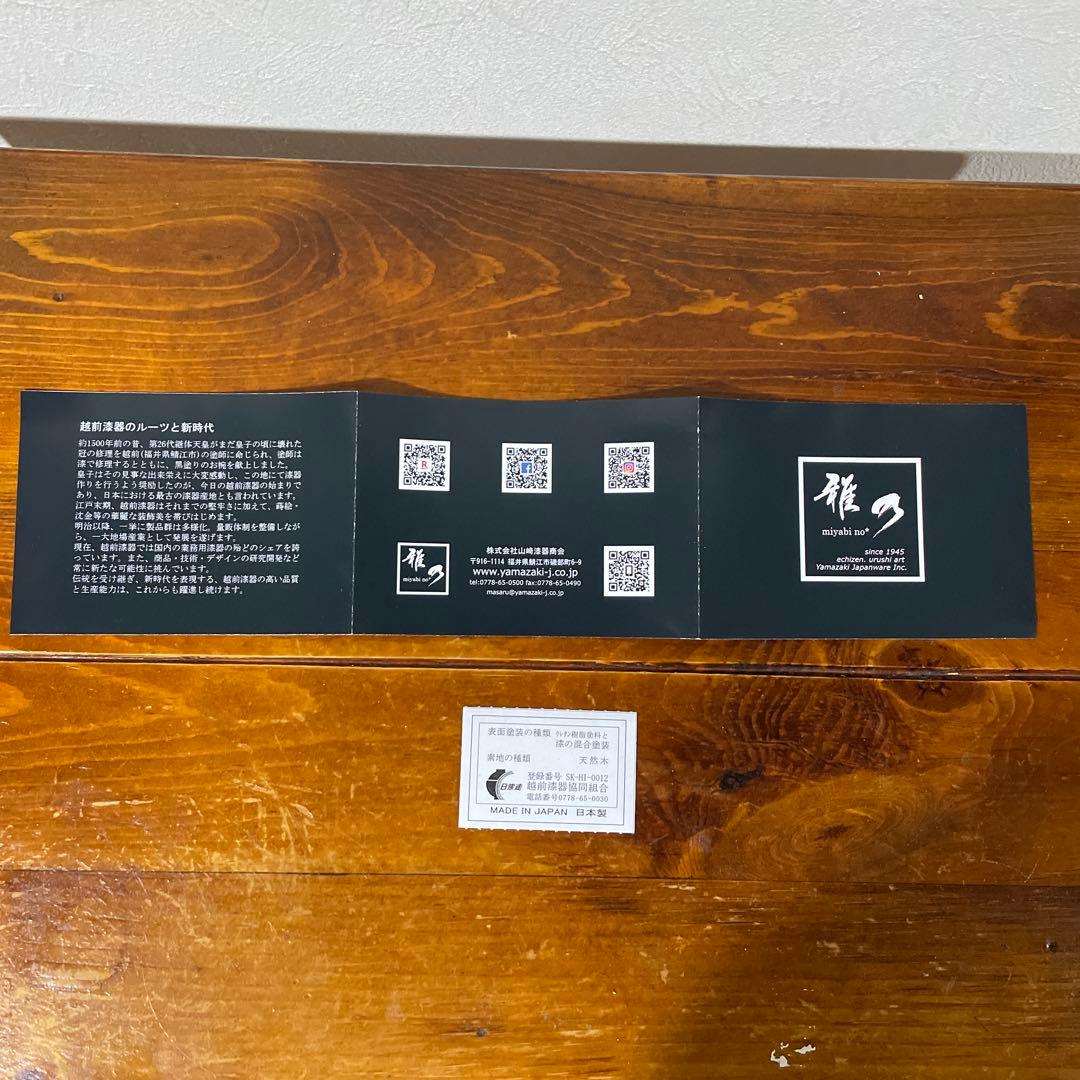 越前漆器のルーツと新時代
約1500年前の昔、第26代継体天皇がまだ皇子の頃に壊れた
冠の修理を越前(福井県鯖江市)の塗師に命じられ、塗師は
漆で修理するとともに、黒塗りのお椀を献上しました。
皇子はその見事な出来栄えに大変感動し、この地にて漆器
作りを行うよう奨励したのが、今日の越前漆器の始まりで
あり、日本における最古の漆器産地とも言われています。
江戸末期、越前漆器はそれまでの堅牢さに加えて、蒔絵・
沈金等の華麗な装飾美を帯びはじめます。
明治以降、一挙に製品群は多様化。量販体制を整備しなが
ら、一大地場産業として発展を遂げます。
現在、越前漆器では国内の業務用漆器の殆どのシェアを誇
っています。また、商品・技術・デザインの研究開発など
常に新たな可能性に挑んでいます。
伝統を受け継ぎ、新時代を表現する、越前漆器の高い品質
と生産能力は、これからも躍進し続けます。
R
雅の
miyabi no*
株式会社山崎漆器商会
〒916-1114 福井県鯖江市磯部町6-9
www.yamazaki-j.co.jp
tel:0778-65-0500 fax:0778-65-0490
masaru@yamazaki-j.co.jp
雅の
miyabi no*
since 1945
echizen. urushi art
Yamazaki Japanware Inc.
表面塗装の種類 ウレタン樹脂塗料と
漆の混合塗装
素地の種類 天然木
日漆連
登録番号 SK-HI-0012
越前漆器協同組合
電話番号0778-65-0030
MADE IN JAPAN 日本製